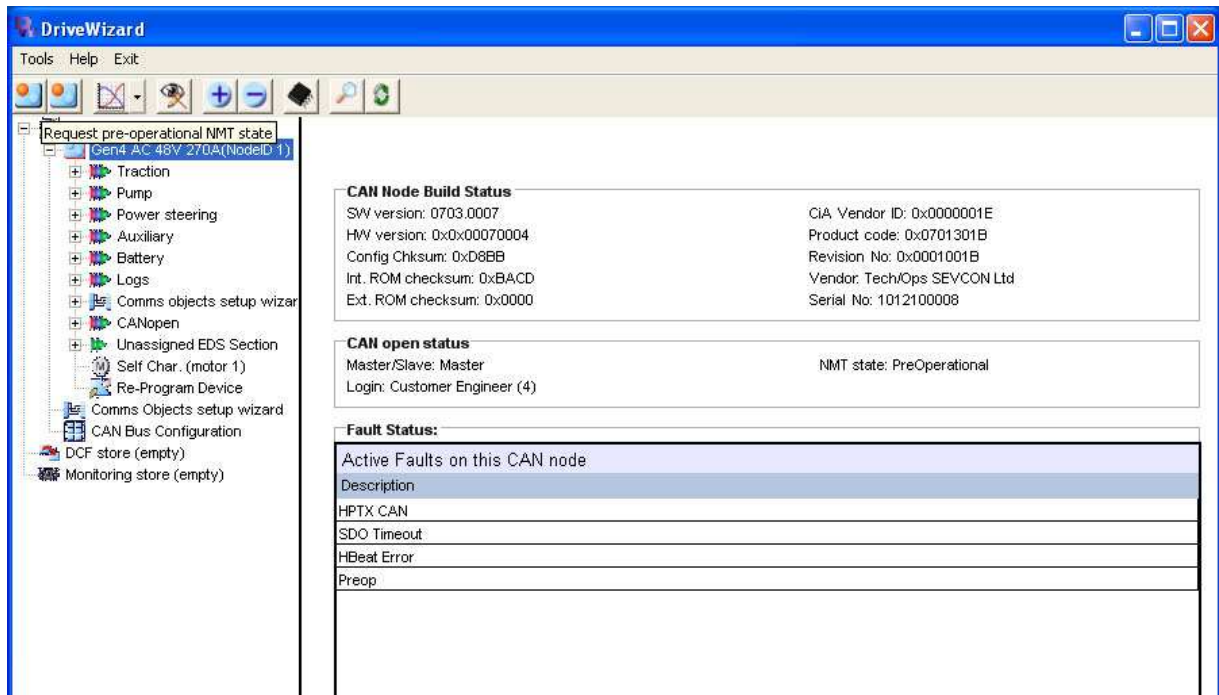 DriveWizard
Tools Help Exit
Request pre-operational NMT state
Gen4 AC 48V 270A(NodeID 1)
Traction
Pump
Power steering
Auxiliary
Battery
Logs
Comms objects setup wizar
CANopen
Unassigned EDS Section
Self Char. (motor 1)
Re-Program Device
Comms Objects setup wizard
CAN Bus Configuration
DCF store (empty)
Monitoring store (empty)
CAN Node Build Status
SW version: 0703.0007
HW version: 0x0x00070004
Config Chksum: 0xD8BB
Int. ROM checksum: 0xBACD
Ext. ROM checksum: 0x0000
CiA Vendor ID: 0x0000001E
Product code: 0x0701301B
Revision No: 0x0001001B
Vendor: Tech/Ops SEVCON Ltd
Serial No: 1012100008
CAN open status
Master/Slave: Master
Login: Customer Engineer (4)
NMT state: PreOperational
Fault Status:
Active Faults on this CAN node
Description
HPTX CAN
SDO Timeout
HBeat Error
Preop